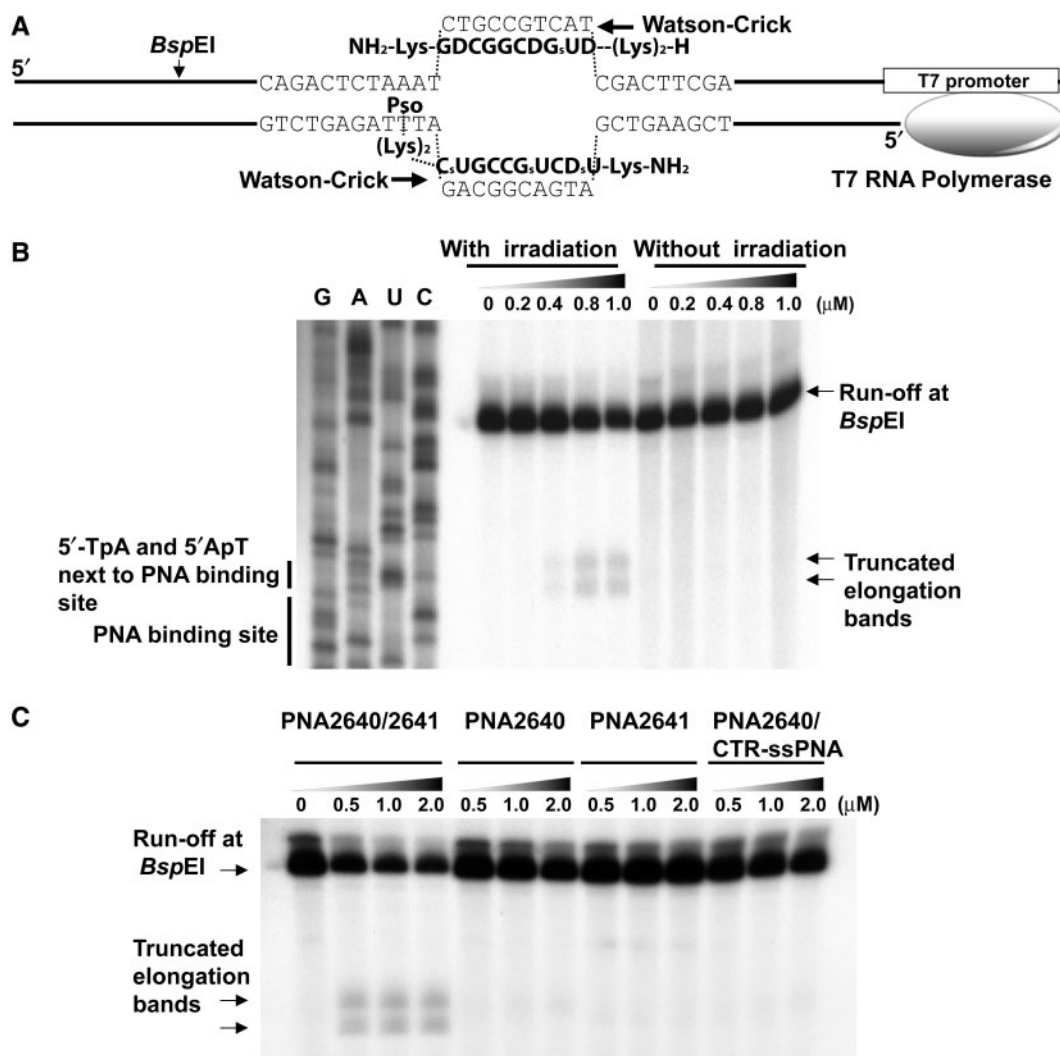 A
CTGCCGTCAT
Watson-Crick
NH₂-Lys-GDCGGCDGₛUD--(Lys)₂-H
BspEI
5′
CAGACTCTAAAT
CGACTTCGA
T7 promoter
Pso
GTCTGAGATTTA
GCTGAAGCT
5′
(Lys)₂
CₛUGCCGₛUCDₛU-Lys-NH₂
Watson-Crick
GACGGCAGTA
T7 RNA Polymerase
B
With irradiation
Without irradiation
G A U C
0 0.2 0.4 0.8 1.0 0 0.2 0.4 0.8 1.0 (μM)
Run-off at
BspEI
5′-TpA and 5′ApT
next to PNA binding
site
PNA binding site
Truncated
elongation
bands
C
PNA2640/2641 PNA2640 PNA2641 PNA2640/
CTR-ssPNA
0 0.5 1.0 2.0 0.5 1.0 2.0 0.5 1.0 2.0 0.5 1.0 2.0 (μM)
Run-off at
BspEI
Truncated
elongation
bands